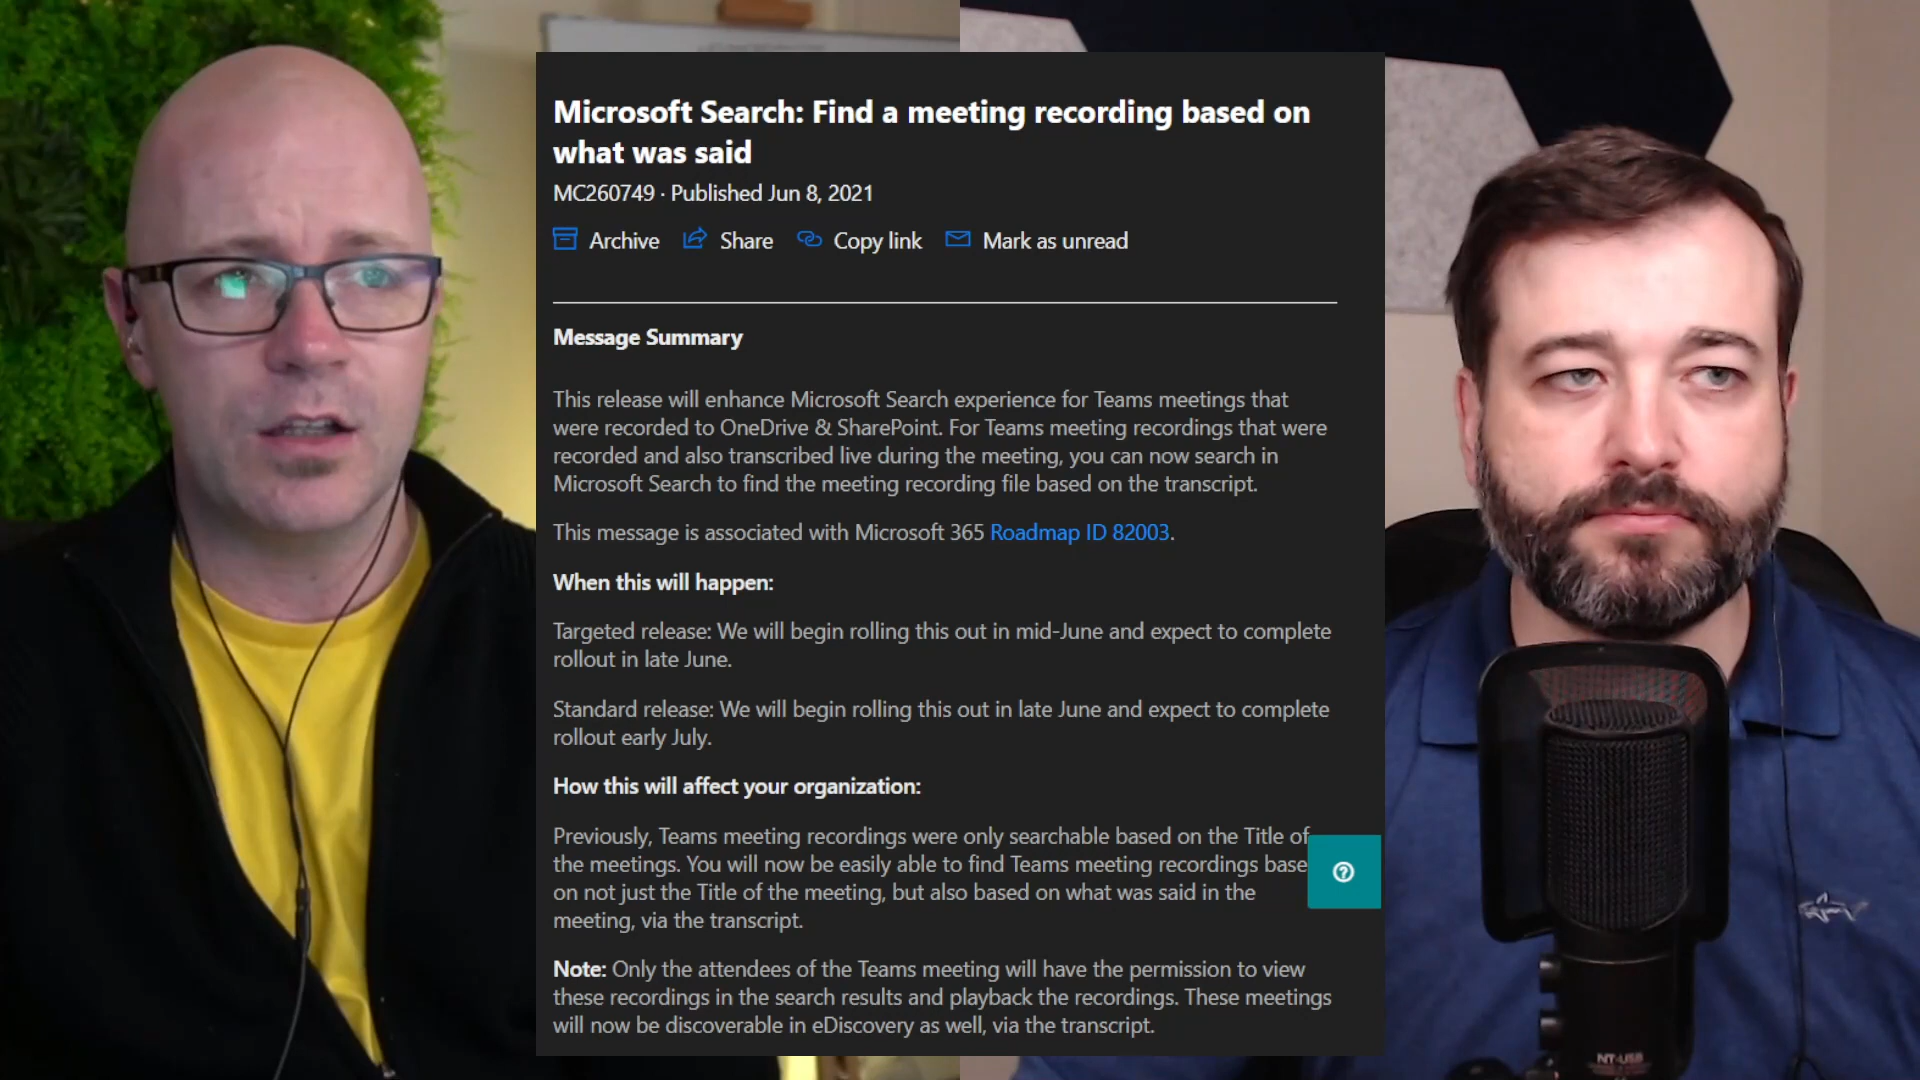 Microsoft Search: Find a meeting recording based on
what was said
MC260749 · Published Jun 8, 2021
Archive Share Copy link Mark as unread
Message Summary
This release will enhance Microsoft Search experience for Teams meetings that
were recorded to OneDrive & SharePoint. For Teams meeting recordings that were
recorded and also transcribed live during the meeting, you can now search in
Microsoft Search to find the meeting recording file based on the transcript.
This message is associated with Microsoft 365 Roadmap ID 82003.
When this will happen:
Targeted release: We will begin rolling this out in mid-June and expect to complete
rollout in late June.
Standard release: We will begin rolling this out in late June and expect to complete
rollout early July.
How this will affect your organization:
Previously, Teams meeting recordings were only searchable based on the Title of
the meetings. You will now be easily able to find Teams meeting recordings base
on not just the Title of the meeting, but also based on what was said in the
meeting, via the transcript.
Note: Only the attendees of the Teams meeting will have the permission to view
these recordings in the search results and playback the recordings. These meetings
will now be discoverable in eDiscovery as well, via the transcript.
NT-USB